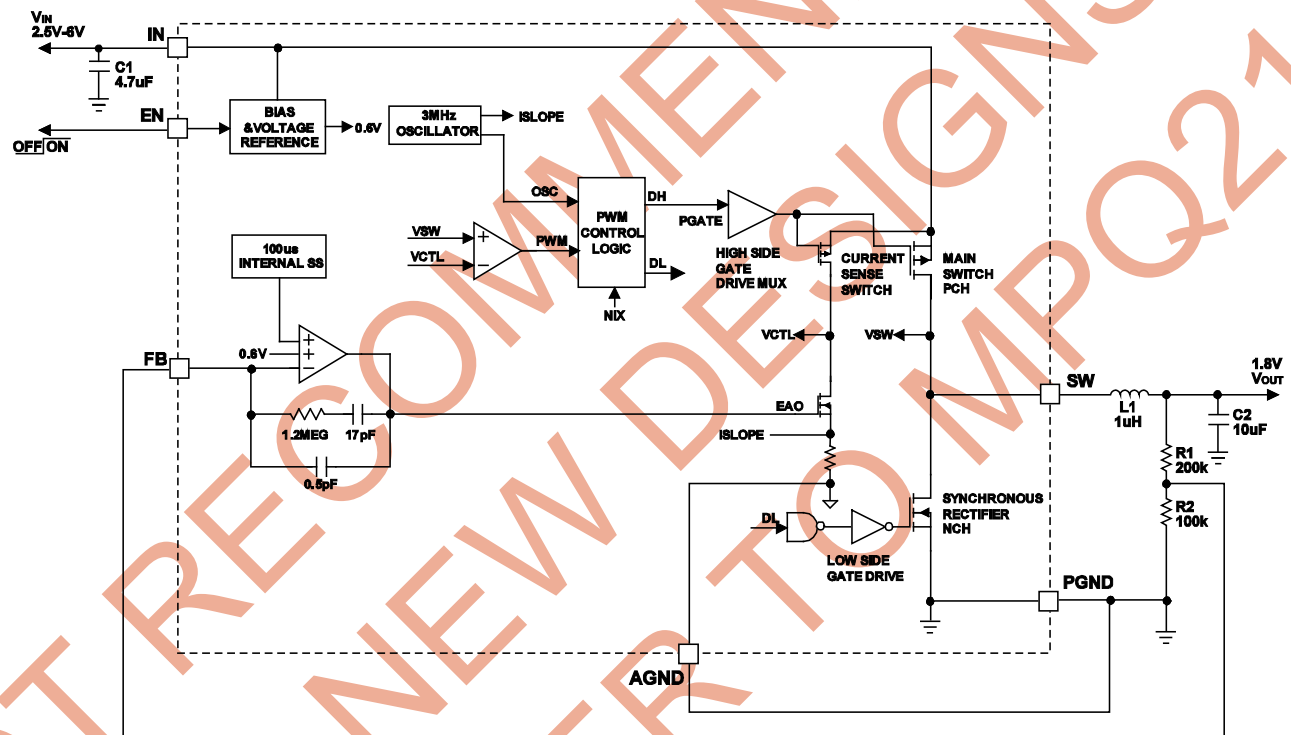 VIN
2.5V-6V
IN
C1
4.7uF
EN
OFF ON
BIAS
&VOLTAGE
REFERENCE
0.6V
3MHz
OSCILLATOR
ISLOPE
OSC
VSW
VCTL
PWM
PWM
CONTROL
LOGIC
DH
DL
NIX
PGATE
HIGH SIDE
GATE
DRIVE MUX
CURRENT
SENSE
SWITCH
MAIN
SWITCH
PCH
100us
INTERNAL SS
VCTL
VSW
FB
0.6V
1.2MEG
17pF
0.5pF
EAO
ISLOPE
SW
L1
1uH
1.8V
VOUT
C2
10uF
R1
200k
R2
100k
DL
LOW SIDE
GATE DRIVE
SYNCHRONOUS
RECTIFIER
NCH
PGND
AGND
T RECOMMEN
NEW DESIGNS
ER TO MPQ21